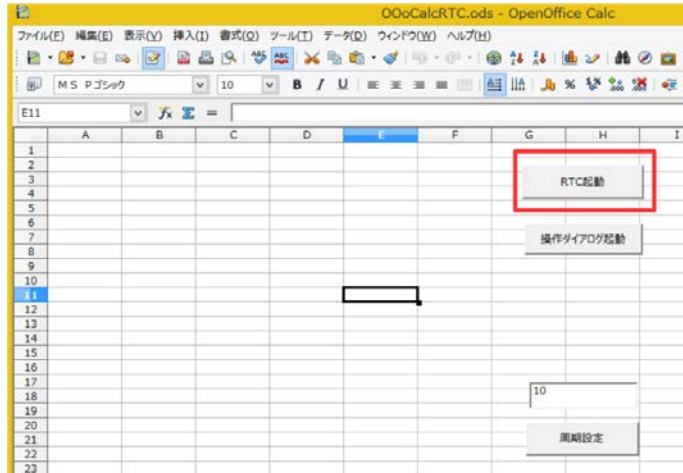 OOoCalcRTC.ods - OpenOffice Calc
ファイル(F) 編集(E) 表示(V) 挿入(I) 書式(O) ツール(T) データ(D) ウィンドウ(W) ヘルプ(H)
MS Pゴシック 10 B I U
E11 fx Σ =
A B C D E F G H I
1
2
3 RTC起動
4
5
6
7 操作ダイアログ起動
8
9
10
11
12
13
14
15
16
17
18 10
19
20
21 周期設定
22
23